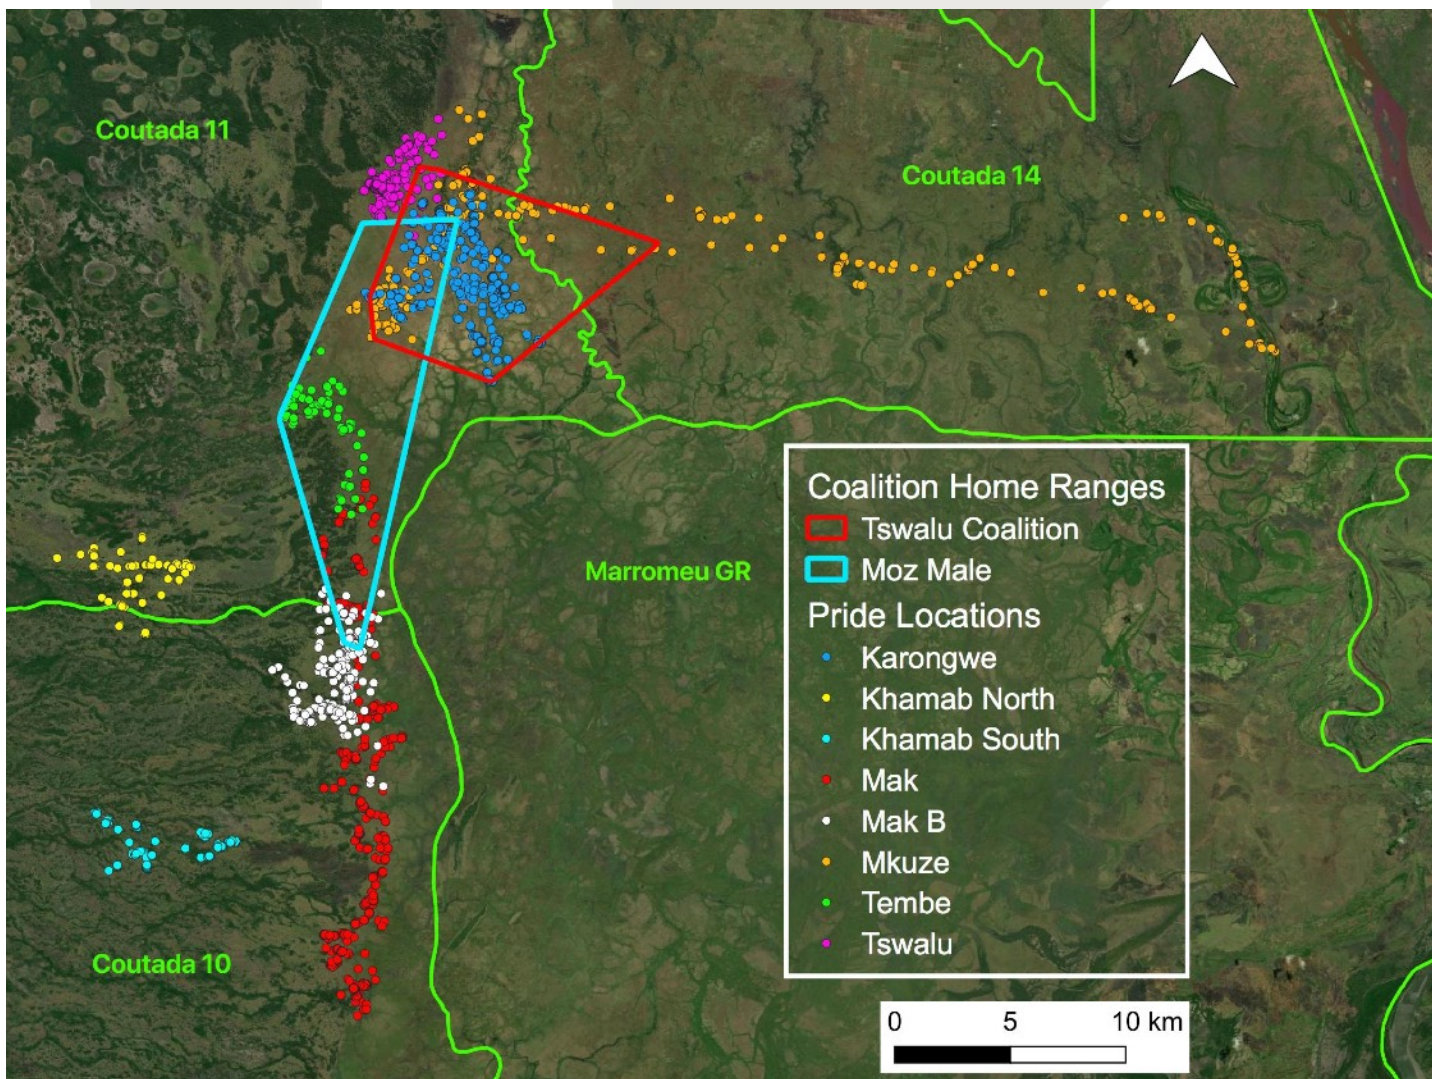 Coutada 11
Coutada 14
Marromeu GR
Coutada 10
Coalition Home Ranges
Tswalu Coalition
Moz Male
Pride Locations
Karongwe
Khamab North
Khamab South
Mak
Mak B
Mkuze
Tembe
Tswalu
0 5 10 km